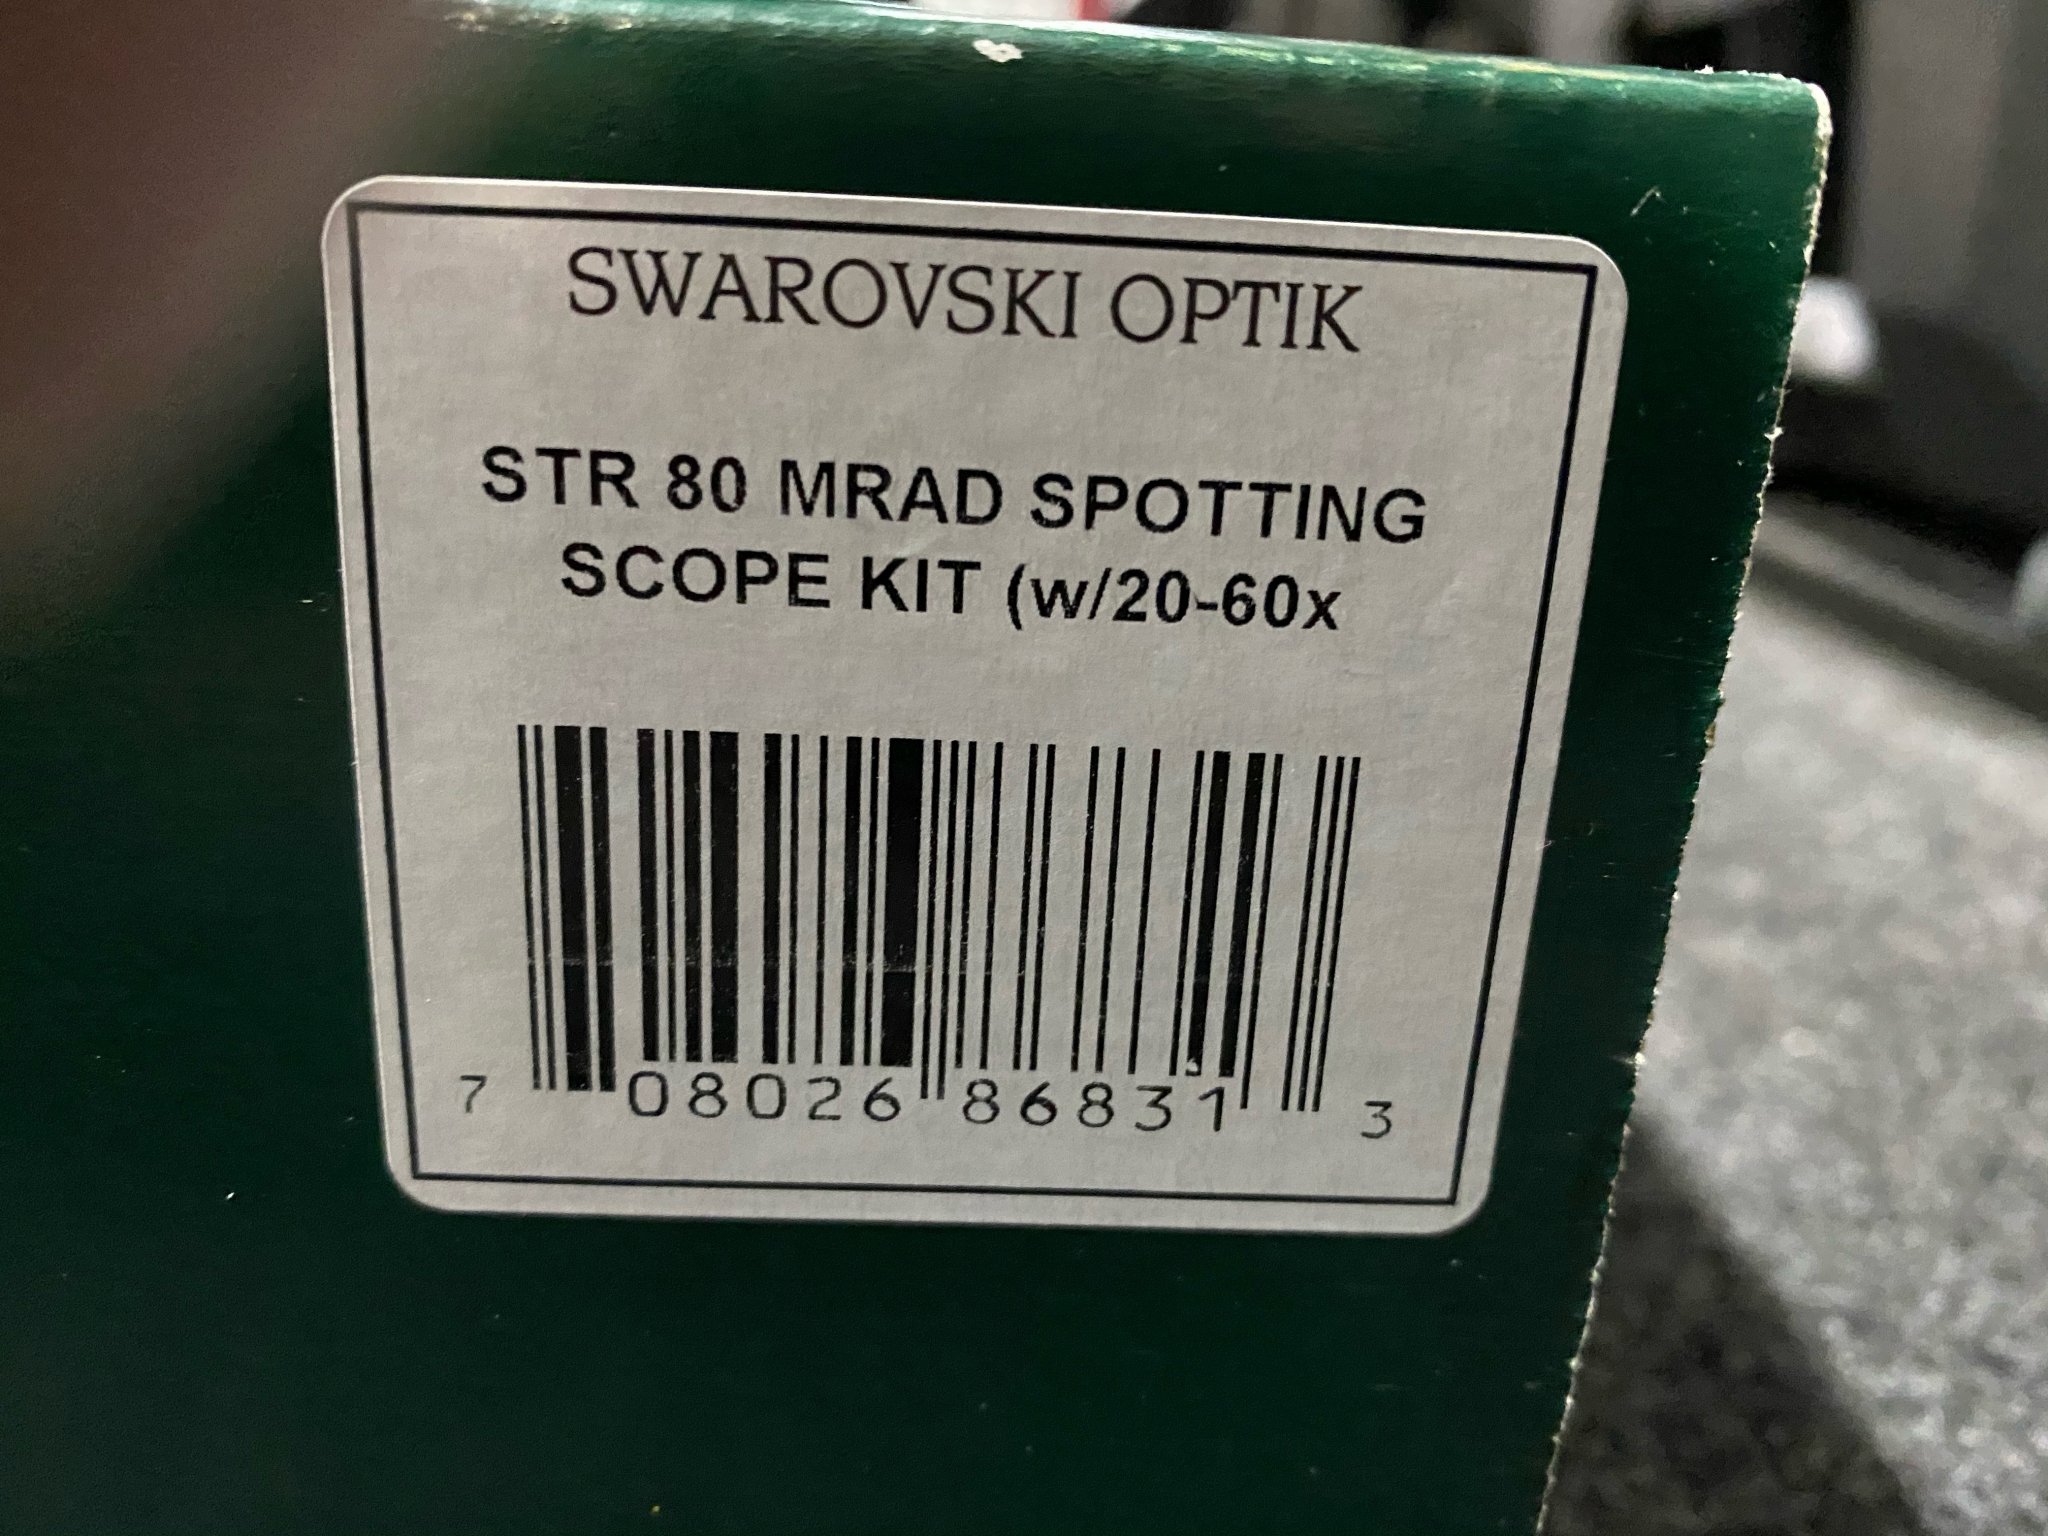 SWAROVSKI OPTIK
STR 80 MRAD SPOTTING
SCOPE KIT (w/20-60x
7 08026 86831 3